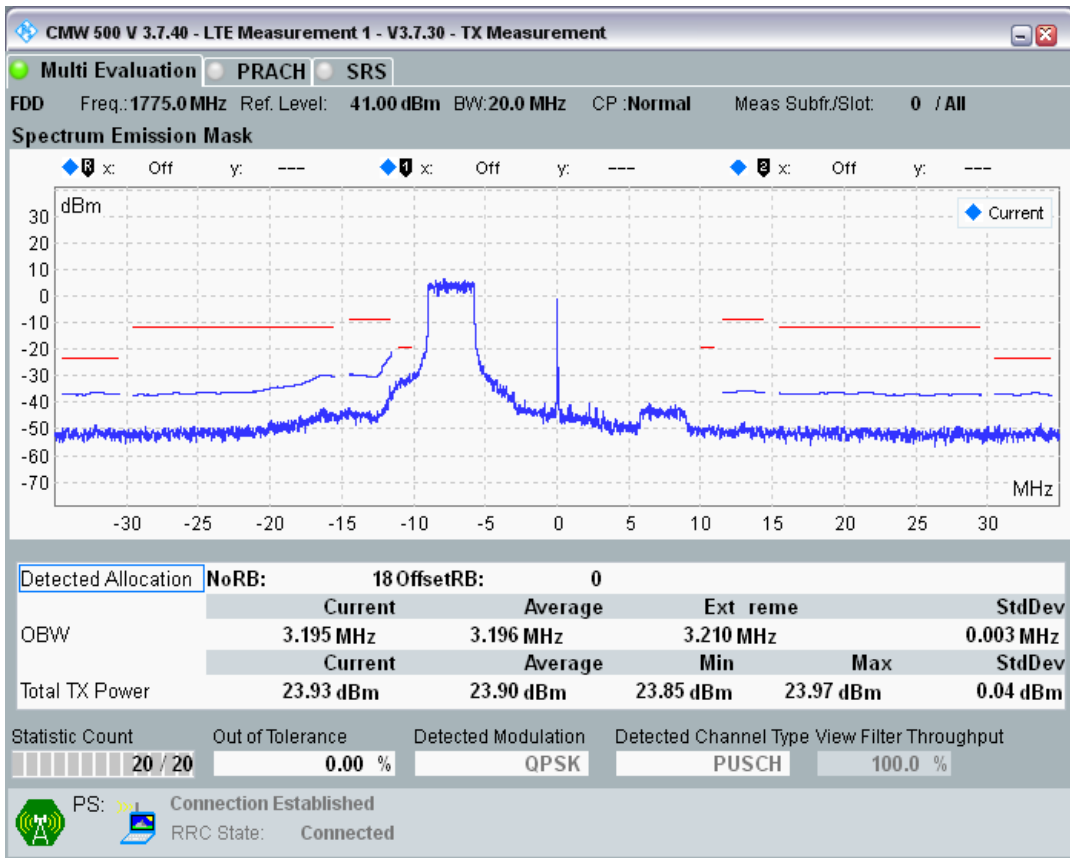 CMW 500 V 3.7.40 - LTE Measurement 1 - V3.7.30 - TX Measurement
Multi Evaluation PRACH SRS
FDD Freq.:1775.0 MHz Ref. Level: 41.00 dBm BW:20.0 MHz CP :Normal Meas Subfr./Slot: 0 / All
Spectrum Emission Mask
R x: Off y: --- 1 x: Off y: --- 2 x: Off y: ---
dBm
Current
30
20
10
0
-10
-20
-30
-40
-50
-60
-70
MHz
-30 -25 -20 -15 -10 -5 0 5 10 15 20 25 30
Detected Allocation NoRB: 18 OffsetRB: 0
Current Average Ext reme StdDev
OBW 3.195 MHz 3.196 MHz 3.210 MHz 0.003 MHz
Current Average Min Max StdDev
Total TX Power 23.93 dBm 23.90 dBm 23.85 dBm 23.97 dBm 0.04 dBm
Statistic Count Out of Tolerance Detected Modulation Detected Channel Type View Filter Throughput
20 / 20 0.00 % QPSK PUSCH 100.0 %
PS: Connection Established
RRC State: Connected